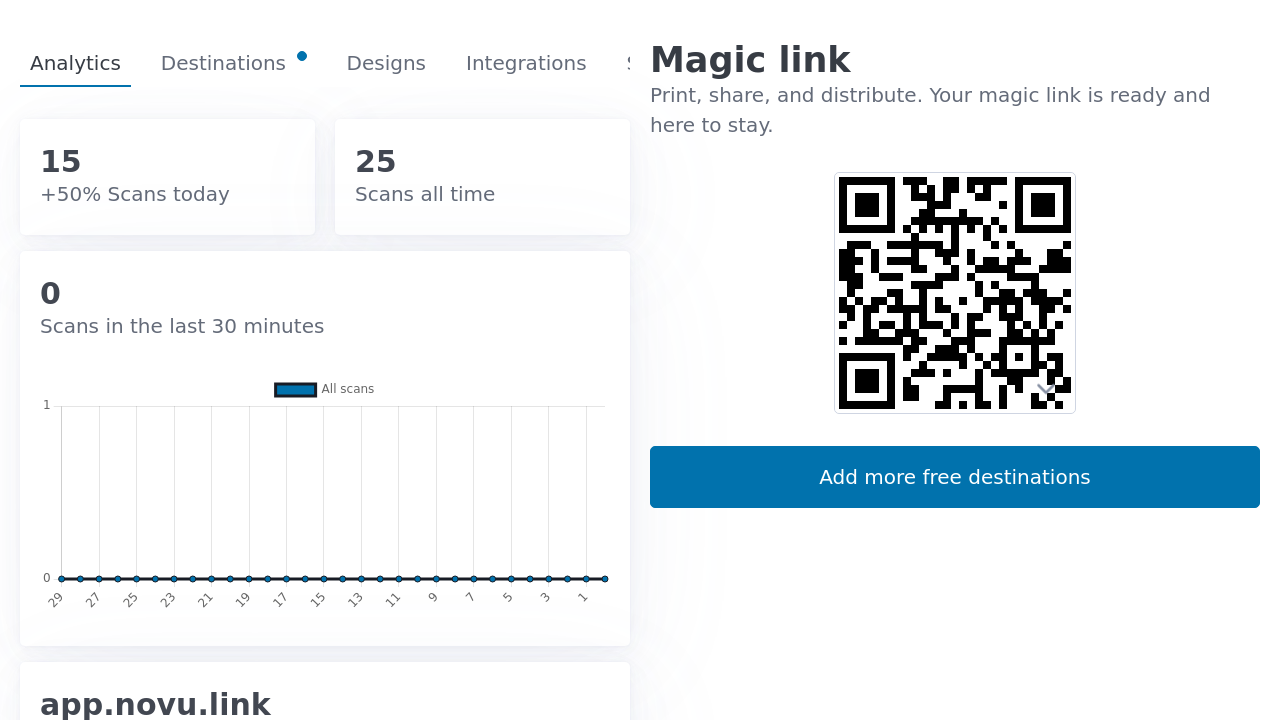 Analytics
Destinations
Designs
Integrations
15
+50% Scans today
25
Scans all time
0
Scans in the last 30 minutes
All scans
1
0
29 27 25 23 21 19 17 15 13 11 9 7 5 3 1
app.novu.link
Magic link
Print, share, and distribute. Your magic link is ready and
here to stay.
Add more free destinations